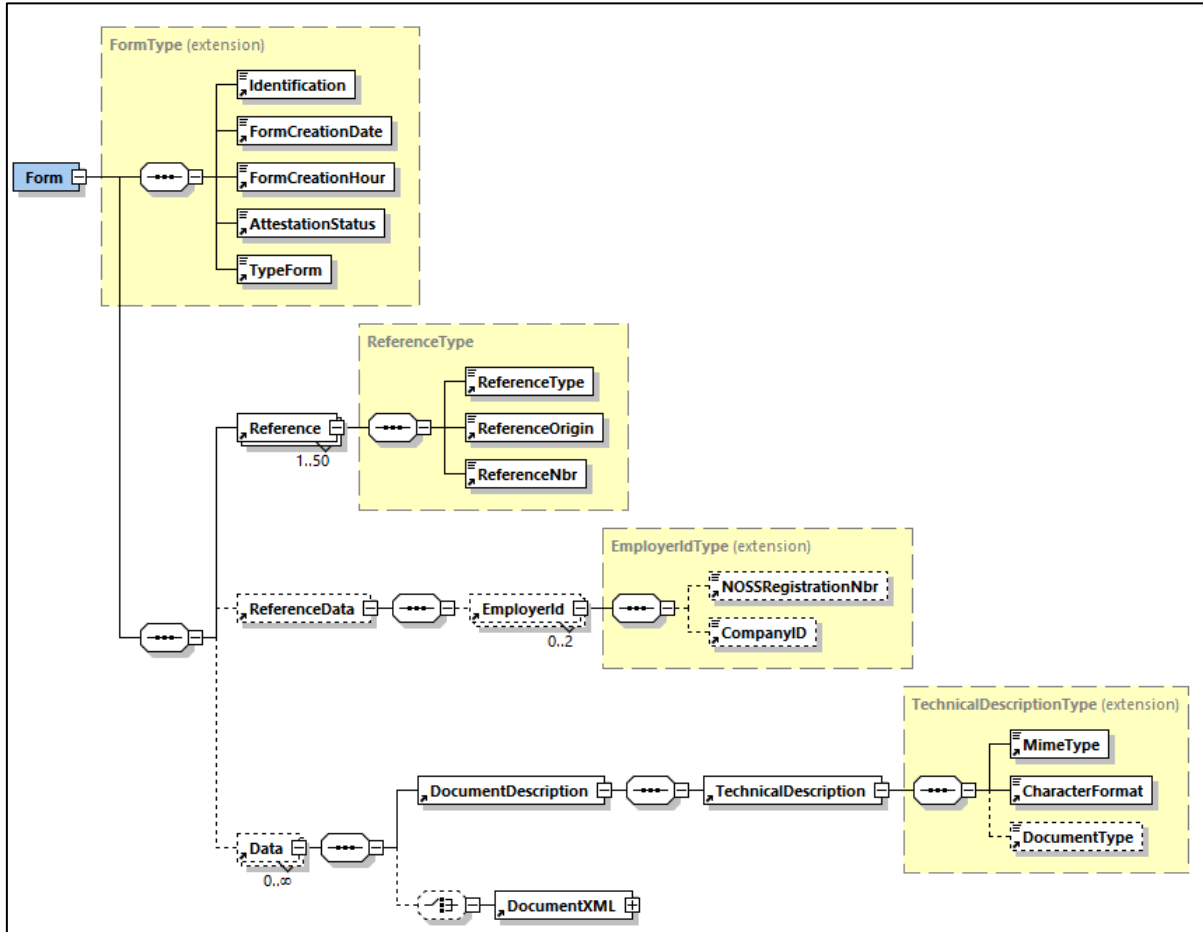 FormType (extension)
Identification
FormCreationDate
Form
FormCreationHour
AttestationStatus
TypeForm
ReferenceType
ReferenceType
Reference
ReferenceOrigin
1..50
ReferenceNbr
EmployerIdType (extension)
NOSSRegistrationNbr
ReferenceData
EmployerId
0..2
CompanyID
TechnicalDescriptionType (extension)
MimeType
DocumentDescription
TechnicalDescription
CharacterFormat
DocumentType
Data
0..∞
DocumentXML